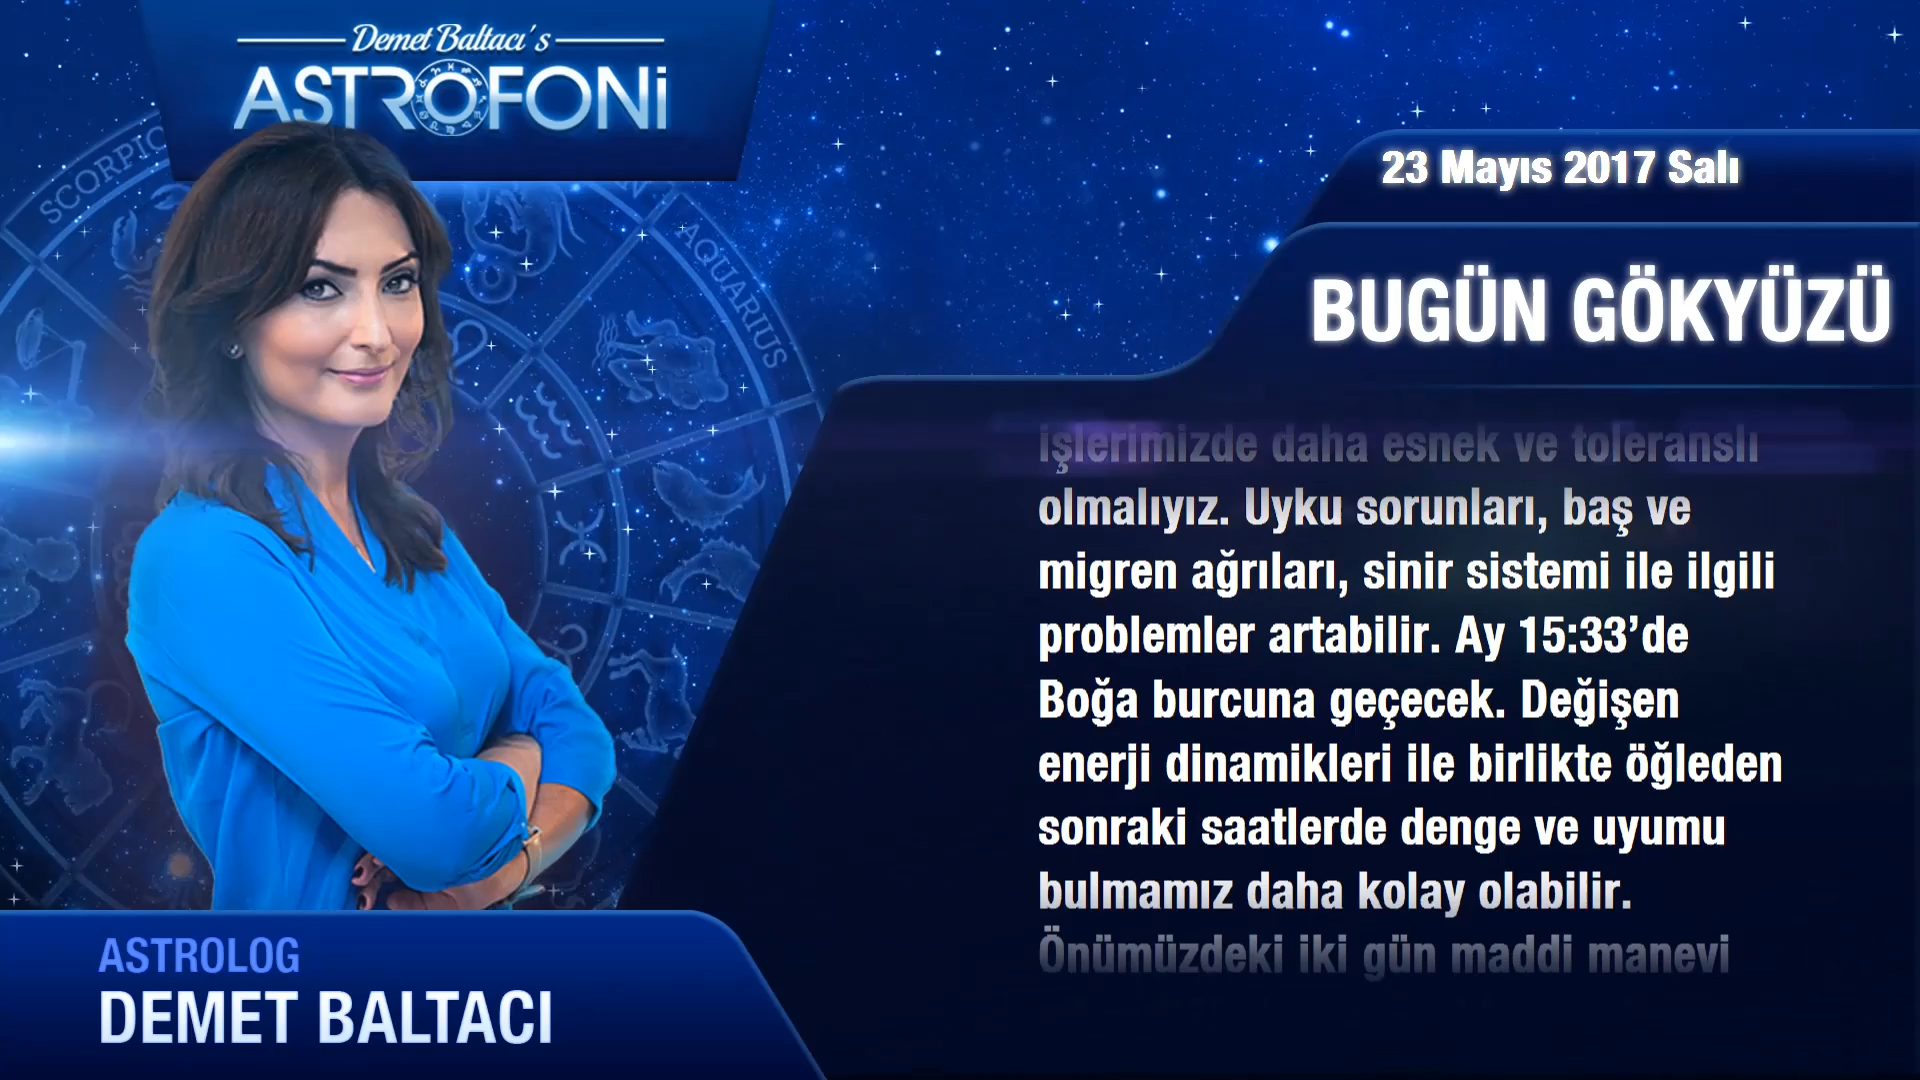 Demet Baltacı's
ASTROFONİ
SCORPIO
AQUARIUS
23 Mayıs 2017 Salı
BUGÜN GÖKYÜZÜ
işlerimizde daha esnek ve toleranslı
olmalıyız. Uyku sorunları, baş ve
migren ağrıları, sinir sistemi ile ilgili
problemler artabilir. Ay 15:33’de
Boğa burcuna geçecek. Değişen
enerji dinamikleri ile birlikte öğleden
sonraki saatlerde denge ve uyumu
bulmamız daha kolay olabilir.
Önümüzdeki iki gün maddi manevi
ASTROLOG
DEMET BALTACI